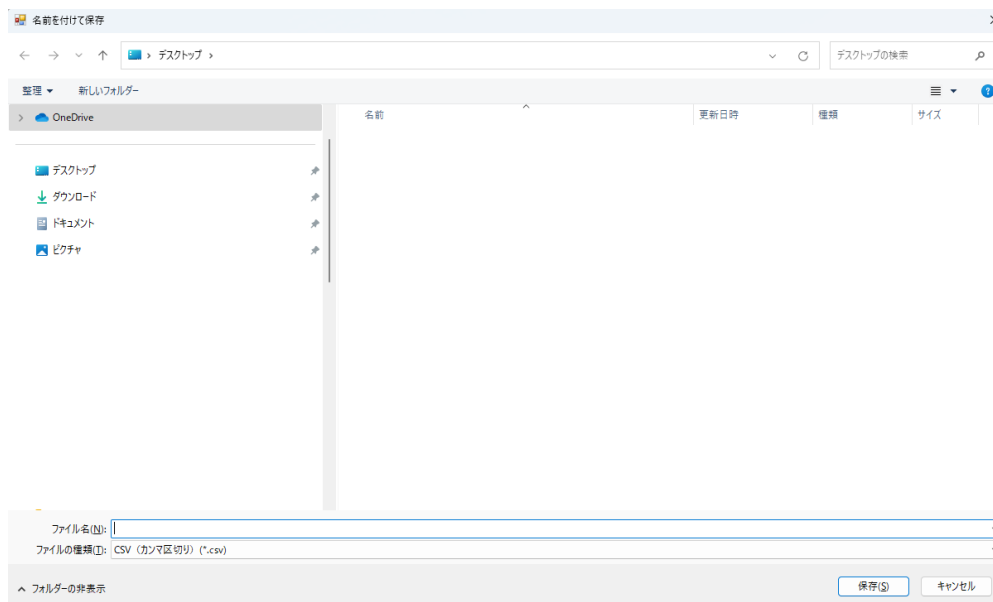 名前を付けて保存
デスクトップ
デスクトップの検索
整理 新しいフォルダー
OneDrive
名前 更新日時 種類 サイズ
デスクトップ
ダウンロード
ドキュメント
ピクチャ
ファイル名(N):
ファイルの種類(T): CSV（カンマ区切り）(*.csv)
フォルダーの非表示
保存(S) キャンセル